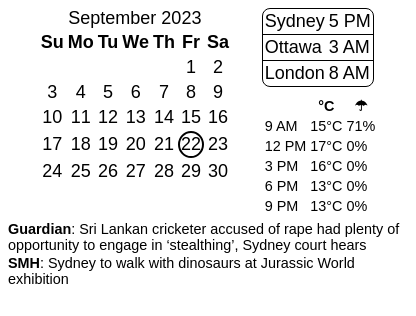 September 2023
Su Mo Tu We Th Fr Sa
1 2
3 4 5 6 7 8 9
10 11 12 13 14 15 16
17 18 19 20 21 22 23
24 25 26 27 28 29 30
Sydney 5 PM
Ottawa 3 AM
London 8 AM
°C ☂
9 AM 15°C 71%
12 PM 17°C 0%
3 PM 16°C 0%
6 PM 13°C 0%
9 PM 13°C 0%
Guardian: Sri Lankan cricketer accused of rape had plenty of
opportunity to engage in ‘stealthing’, Sydney court hears
SMH: Sydney to walk with dinosaurs at Jurassic World
exhibition